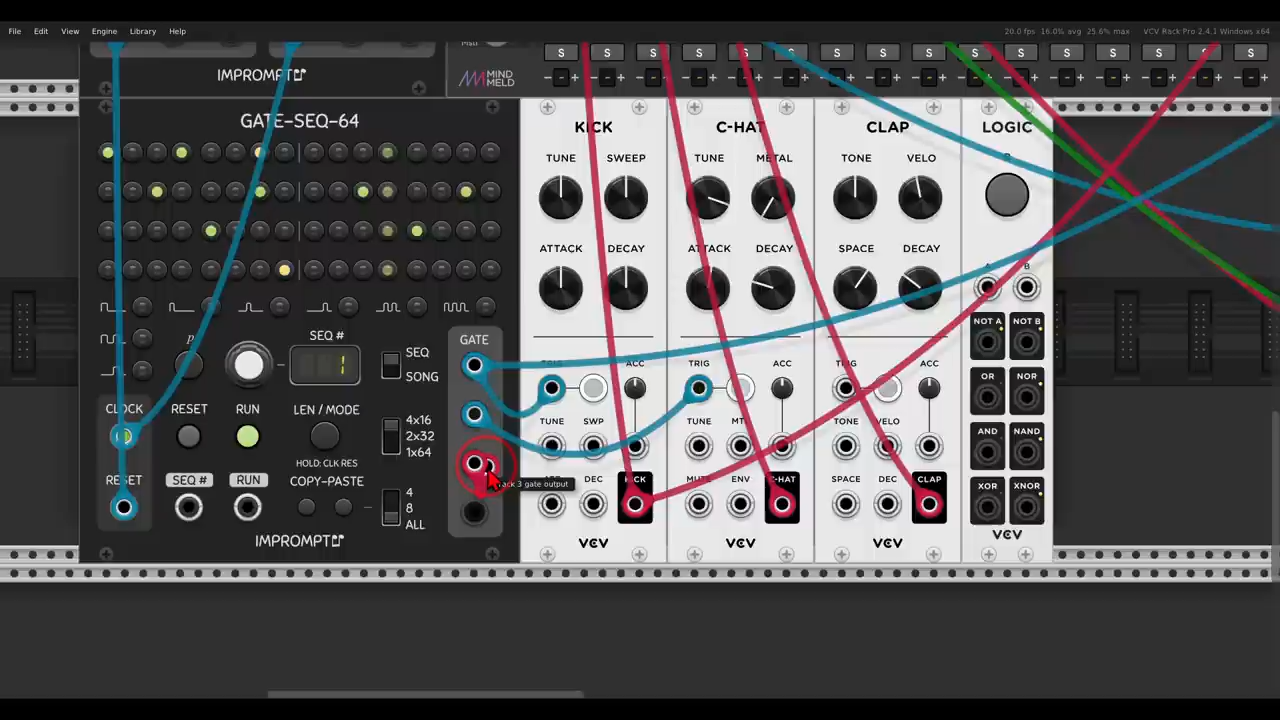 File Edit View Engine Library Help
20.0 fps 16.0% avg 25.6% max VCV Rack Pro 2.4.1 Windows x64
S S S S S S S S S S S S S S S S
IMPROMPT
MIND
MELD
GATE-SEQ-64
KICK
C-HAT
CLAP
LOGIC
TUNE SWEEP
TUNE METAL
TONE VELO
B
ATTACK DECAY
ATTACK DECAY
SPACE DECAY
A B
P
SEQ #
1
SEQ
SONG
GATE
NOT A NOT B
TRIG ACC
TRIG ACC
TRIG ACC
OR NOR
CLOCK RESET RUN LEN / MODE
4x16
2x32
1x64
TUNE SWP
TUNE
TONE VELO
AND NAND
HOLD: CLK RES
RESET SEQ # RUN COPY-PASTE
4
8
ALL
Track 3 gate output
DEC KICK
MUTE ENV C-HAT
SPACE DEC CLAP
XOR XNOR
IMPROMPT
VCV
VCV
VCV
VCV